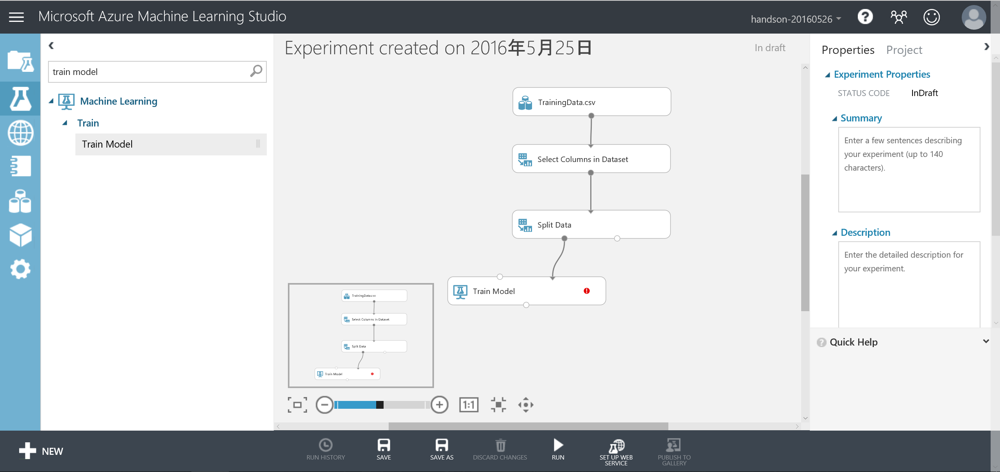 Microsoft Azure Machine Learning Studio
handson-20160526
train model
Machine Learning
Train
Train Model
Experiment created on 2016年5月25日
In draft
TrainingData.csv
Select Columns in Dataset
Split Data
Train Model
TrainingData.csv
Select Columns in Dataset
Split Data
Train Model
1:1
Properties
Project
Experiment Properties
STATUS CODE
InDraft
Summary
Enter a few sentences describing
your experiment (up to 140
characters).
Description
Enter the detailed description for
your experiment.
Quick Help
NEW
RUN HISTORY
SAVE
SAVE AS
DISCARD CHANGES
RUN
SET UP WEB
SERVICE
PUBLISH TO
GALLERY